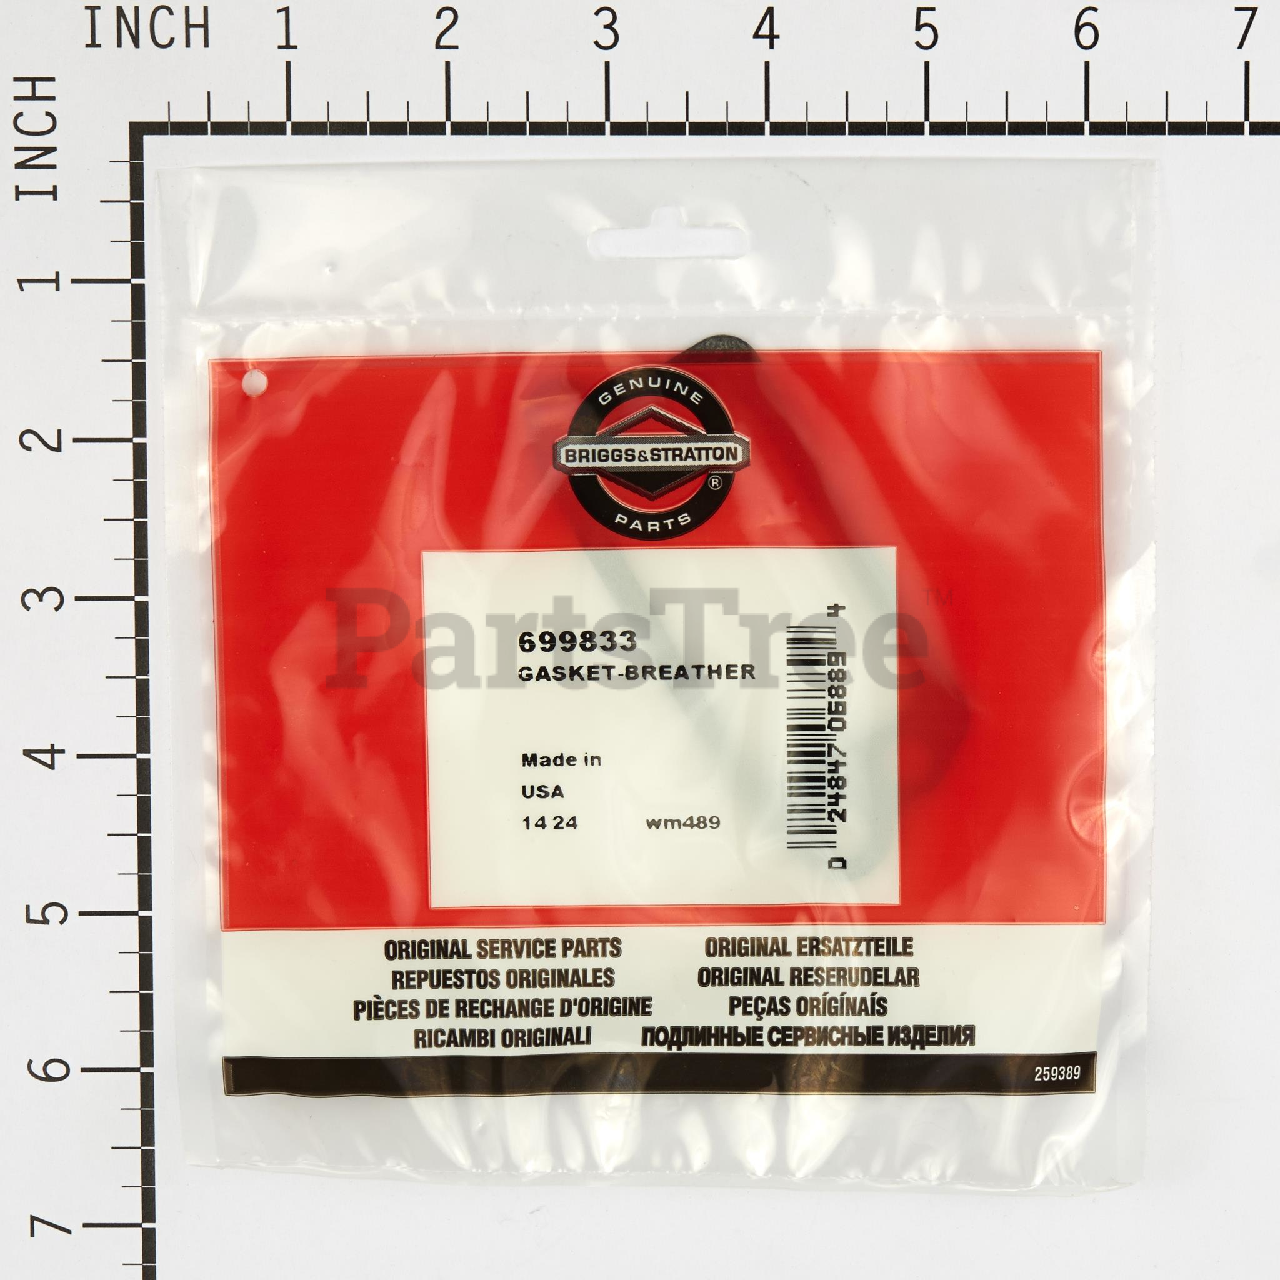 INCH 1 2 3 4 5 6 7
INCH 1 2 3 4 5 6 7
GENUINE
BRIGGS&STRATTON
®
PARTS
PartsTree™
699833
GASKET-BREATHER
Made in
USA
14 24 wm489
0 24847 05889 4
ORIGINAL SERVICE PARTS
REPUESTOS ORIGINALES
PIÈCES DE RECHANGE D'ORIGINE
RICAMBI ORIGINALI
ORIGINAL ERSATZTEILE
ORIGINAL RESERUDELAR
PEÇAS ORÍGÍNAÍS
ПОДЛИННЫЕ СЕРВИСНЫЕ ИЗДЕЛИЯ
259389